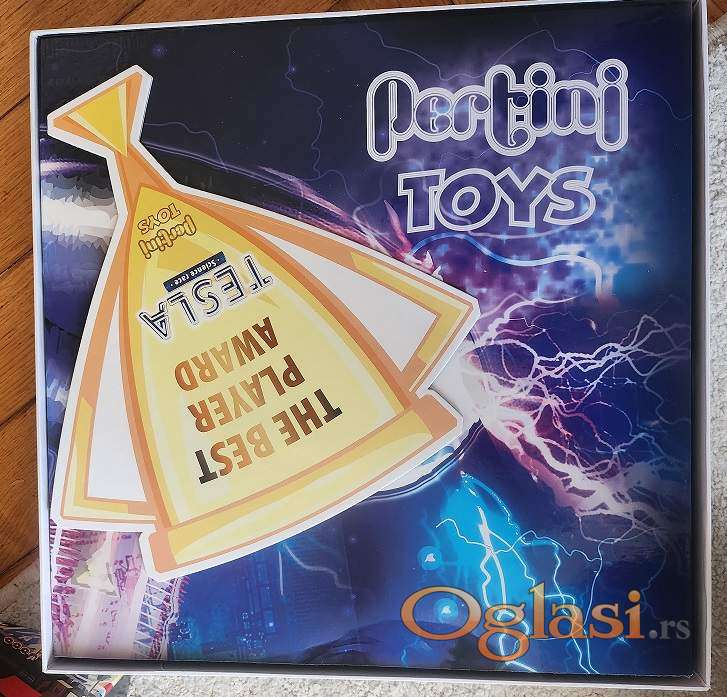 Pertini
TOYS
THE BEST
PLAYER
AWARD
TESLA
· Science race ·
Pertini
TOYS
Oglasi.rs